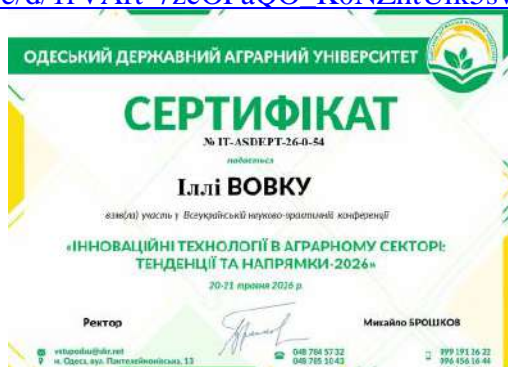 ОДЕСЬКИЙ ДЕРЖАВНИЙ АГРАРНИЙ УНІВЕРСИТЕТ
СЕРТИФІКАТ
№ IT-ASDEPT-26-0-54
надається
Іллі ВОВКУ
взяв(ла) участь у Всеукраїнській науково-практичній конференції
«ІННОВАЦІЙНІ ТЕХНОЛОГІЇ В АГРАРНОМУ СЕКТОРІ:
ТЕНДЕНЦІЇ ТА НАПРЯМКИ-2026»
20-21 травня 2026 р.
Ректор
Михайло БРОШКОВ
vstupodau@ukr.net
м. Одеса, вул. Пантелеймонівська, 13
048 784 57 32
048 785 10 43
099 191 26 22
096 456 16 44